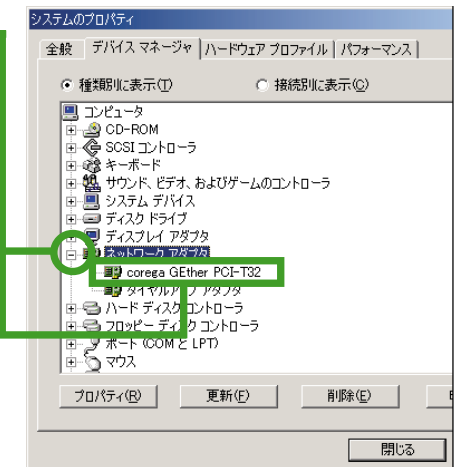 システムのプロパティ
全般 デバイス マネージャ ハードウェア プロファイル パフォーマンス
種類別に表示(T) 接続別に表示(C)
コンピュータ
CD-ROM
SCSI コントローラ
キーボード
サウンド、ビデオ、およびゲームのコントローラ
システム デバイス
ディスク ドライブ
ディスプレイ アダプタ
ネットワーク アダプタ
corega GEther PCI-T32
ダイヤルアップ アダプタ
ハード ディスク コントローラ
フロッピー ディスク コントローラ
ポート (COM と LPT)
マウス
プロパティ(R) 更新(F) 削除(E)
閉じる